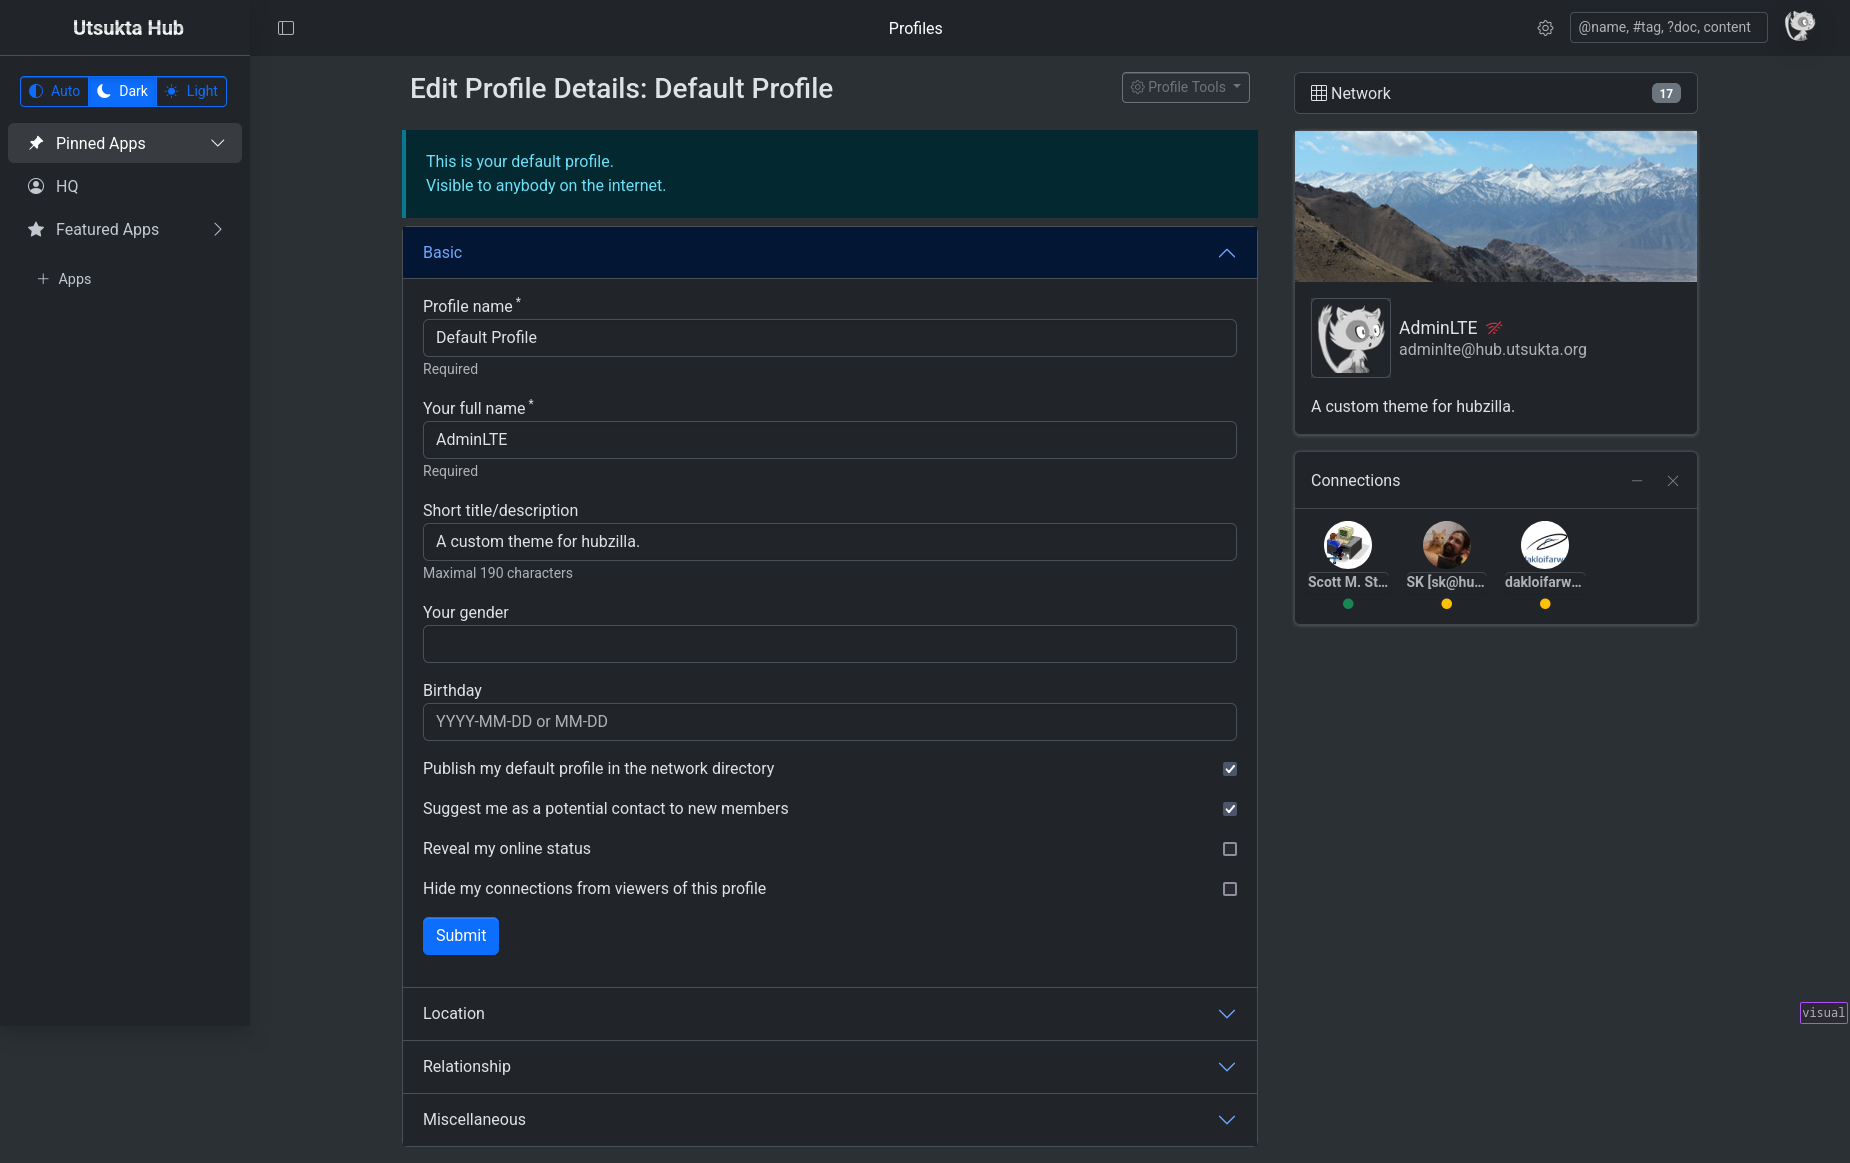 Utsukta Hub
Profiles
@name, #tag, ?doc, content
Auto
Dark
Light
Pinned Apps
HQ
Featured Apps
Apps
Edit Profile Details: Default Profile
Profile Tools
This is your default profile.
Visible to anybody on the internet.
Basic
Profile name *
Default Profile
Required
Your full name *
AdminLTE
Required
Short title/description
A custom theme for hubzilla.
Maximal 190 characters
Your gender
Birthday
YYYY-MM-DD or MM-DD
Publish my default profile in the network directory
Suggest me as a potential contact to new members
Reveal my online status
Hide my connections from viewers of this profile
Submit
Location
Relationship
Miscellaneous
Network
17
AdminLTE
adminlte@hub.utsukta.org
A custom theme for hubzilla.
Connections
Scott M. St...
SK [sk@hu...
dakloifarw...
visual